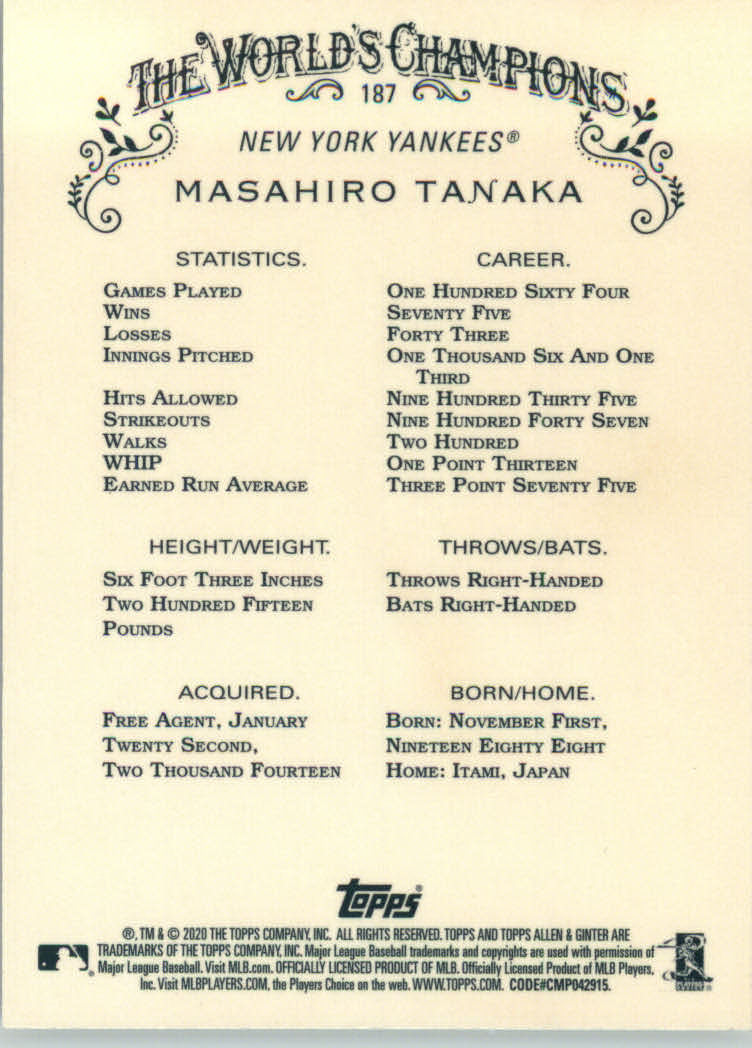 THE WORLD'S CHAMPIONS
187
NEW YORK YANKEES®
MASAHIRO TANAKA
STATISTICS. CAREER.
GAMES PLAYED ONE HUNDRED SIXTY FOUR
WINS SEVENTY FIVE
LOSSES FORTY THREE
INNINGS PITCHED ONE THOUSAND SIX AND ONE
THIRD
HITS ALLOWED NINE HUNDRED THIRTY FIVE
STRIKEOUTS NINE HUNDRED FORTY SEVEN
WALKS TWO HUNDRED
WHIP ONE POINT THIRTEEN
EARNED RUN AVERAGE THREE POINT SEVENTY FIVE
HEIGHT/WEIGHT. THROWS/BATS.
SIX FOOT THREE INCHES THROWS RIGHT-HANDED
TWO HUNDRED FIFTEEN BATS RIGHT-HANDED
POUNDS
ACQUIRED. BORN/HOME.
FREE AGENT, JANUARY BORN: NOVEMBER FIRST,
TWENTY SECOND, NINETEEN EIGHTY EIGHT
TWO THOUSAND FOURTEEN HOME: ITAMI, JAPAN
topps®
®, TM & © 2020 THE TOPPS COMPANY, INC. ALL RIGHTS RESERVED. TOPPS AND TOPPS ALLEN & GINTER ARE
TRADEMARKS OF THE TOPPS COMPANY, INC. Major League Baseball trademarks and copyrights are used with permission of
Major League Baseball. Visit MLB.com. OFFICIALLY LICENSED PRODUCT OF MLB. Officially Licensed Product of MLB Players,
Inc. Visit MLBPLAYERS.COM, the Players Choice on the web. WWW.TOPPS.COM. CODE#CMP042915.